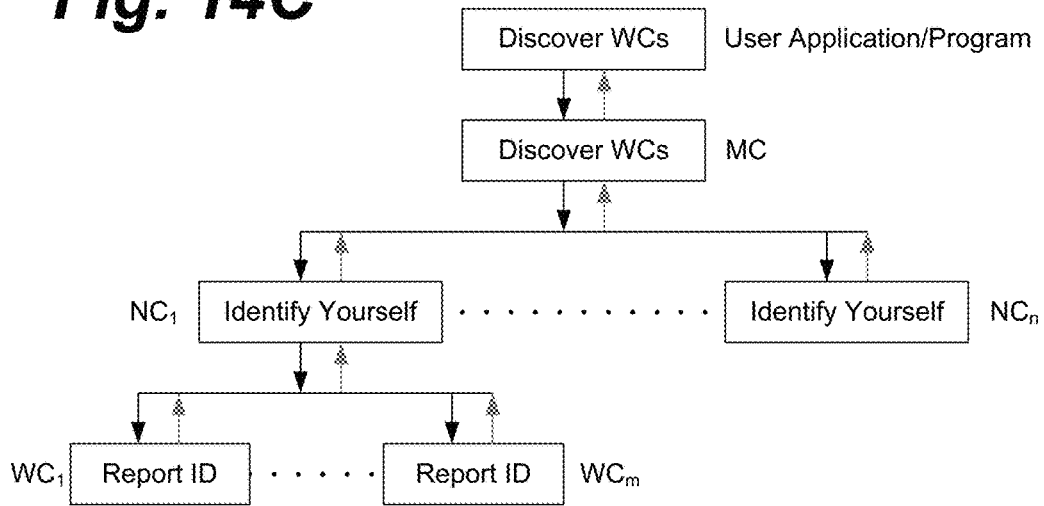 Fig. 14C
Discover WCs User Application/Program
Discover WCs MC
NC₁ Identify Yourself . . . . . . . . . . . Identify Yourself NCₙ
WC₁ Report ID . . . . . . Report ID WCₘ